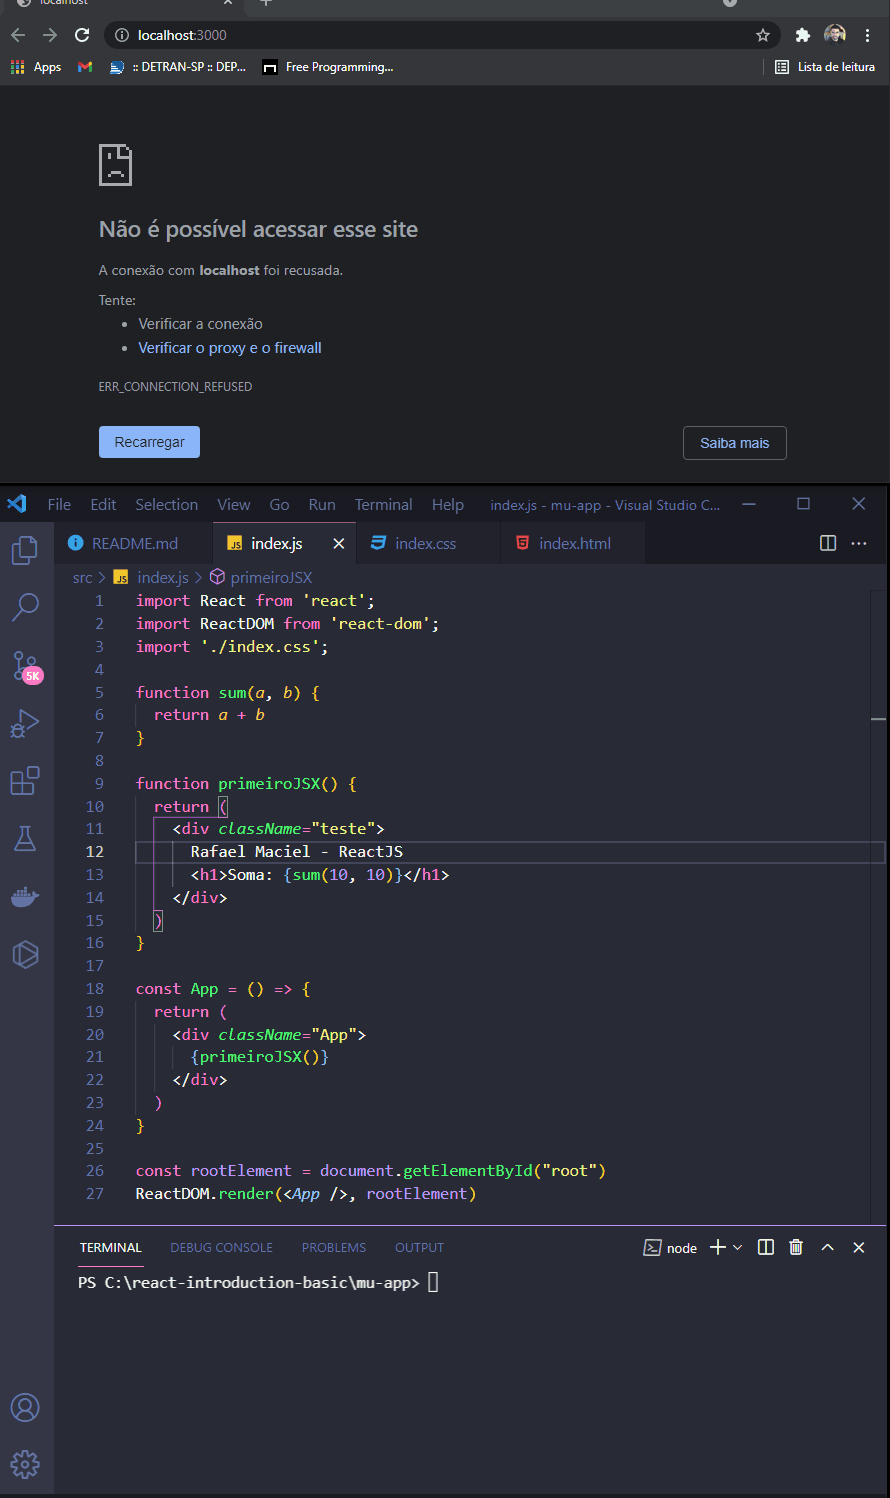 localhost
localhost:3000
Apps
:: DETRAN-SP :: DEP...
Free Programming...
Lista de leitura
Não é possível acessar esse site
A conexão com localhost foi recusada.
Tente:
• Verificar a conexão
• Verificar o proxy e o firewall
ERR_CONNECTION_REFUSED
Recarregar
Saiba mais
File Edit Selection View Go Run Terminal Help index.js - mu-app - Visual Studio C...
README.md
JS index.js
index.css
index.html
src > JS index.js > primeiroJSX
5K
1 import React from 'react';
2 import ReactDOM from 'react-dom';
3 import './index.css';
4
5 function sum(a, b) {
6 return a + b
7 }
8
9 function primeiroJSX() {
10 return (
11 <div className="teste">
12 Rafael Maciel - ReactJS
13 <h1>Soma: {sum(10, 10)}</h1>
14 </div>
15 )
16 }
17
18 const App = () => {
19 return (
20 <div className="App">
21 {primeiroJSX()}
22 </div>
23 )
24 }
25
26 const rootElement = document.getElementById("root")
27 ReactDOM.render(<App />, rootElement)
TERMINAL DEBUG CONSOLE PROBLEMS OUTPUT
node
PS C:\react-introduction-basic\mu-app>